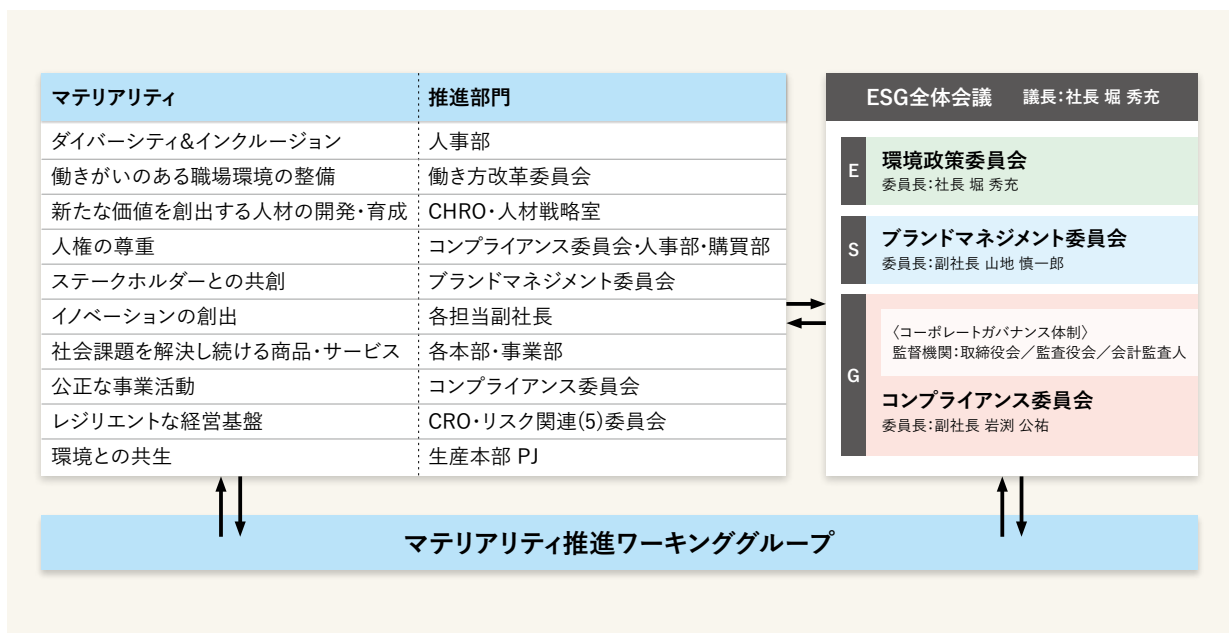 マテリアリティ 推進部門
ダイバーシティ&インクルージョン 人事部
働きがいのある職場環境の整備 働き方改革委員会
新たな価値を創出する人材の開発・育成 CHRO・人材戦略室
人権の尊重 コンプライアンス委員会・人事部・購買部
ステークホルダーとの共創 ブランドマネジメント委員会
イノベーションの創出 各担当副社長
社会課題を解決し続ける商品・サービス 各本部・事業部
公正な事業活動 コンプライアンス委員会
レジリエントな経営基盤 CRO・リスク関連(5)委員会
環境との共生 生産本部 PJ
ESG全体会議 議長：社長 堀 秀充
E
環境政策委員会
委員長：社長 堀 秀充
S
ブランドマネジメント委員会
委員長：副社長 山地 慎一郎
G
〈コーポレートガバナンス体制〉
監督機関：取締役会／監査役会／会計監査人
コンプライアンス委員会
委員長：副社長 岩渕 公祐
マテリアリティ推進ワーキンググループ